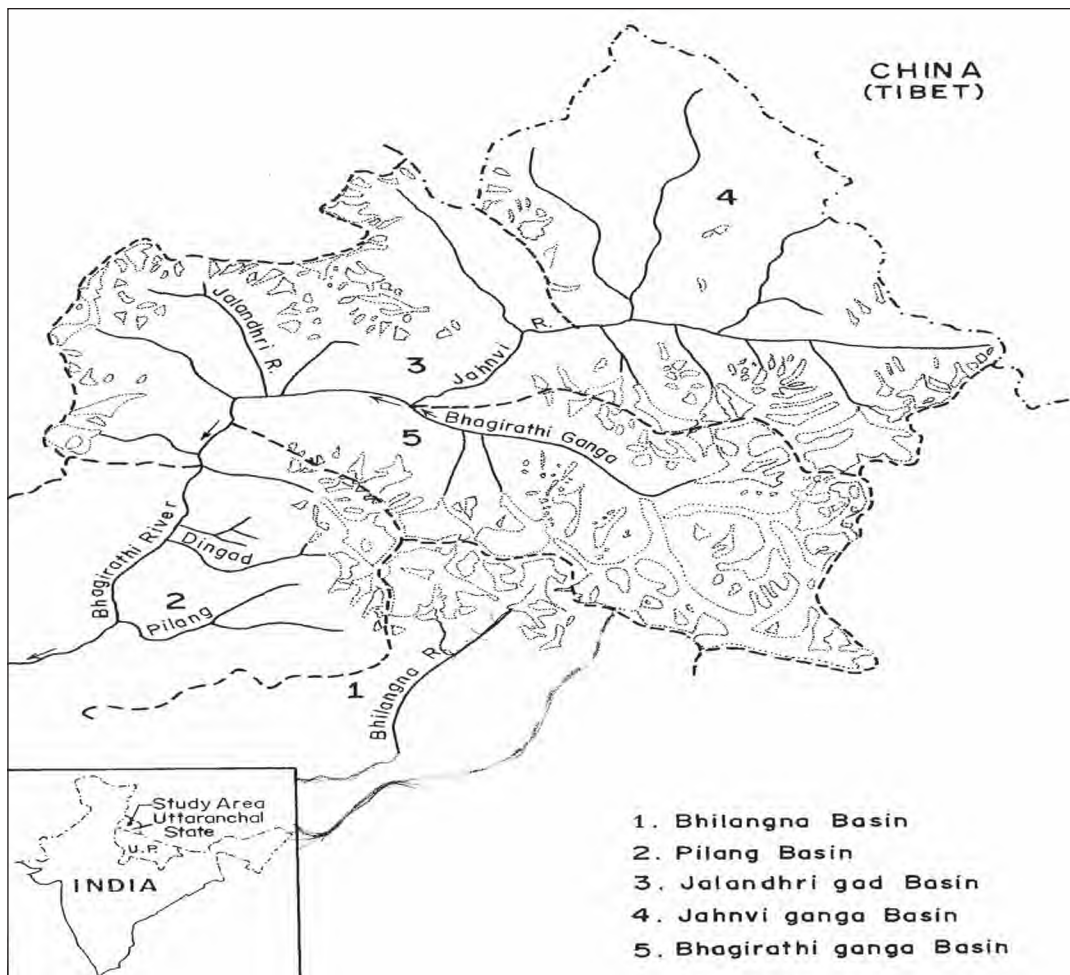 CHINA
(TIBET)
4
Jalandhri R.
3
Jahnvi
R.
5
Bhagirathi Ganga
Bhagirathi River
Dingad
2
Pilang
1
Bhilangna R.
Study Area
Uttaranchal
State
U.P.
INDIA
1. Bhilangna Basin
2. Pilang Basin
3. Jalandhri gad Basin
4. Jahnvi ganga Basin
5. Bhagirathi ganga Basin